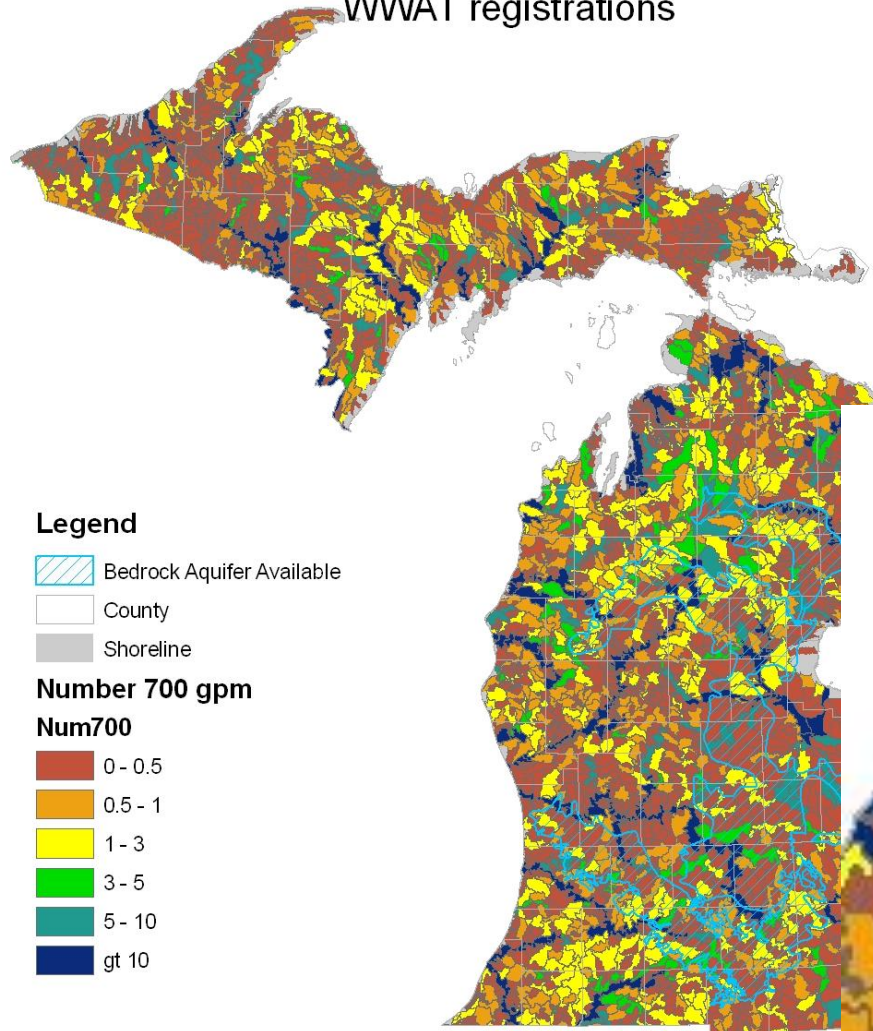 WWAT registrations
Legend
Bedrock Aquifer Available
County
Shoreline
Number 700 gpm
Num700
0 - 0.5
0.5 - 1
1 - 3
3 - 5
5 - 10
gt 10